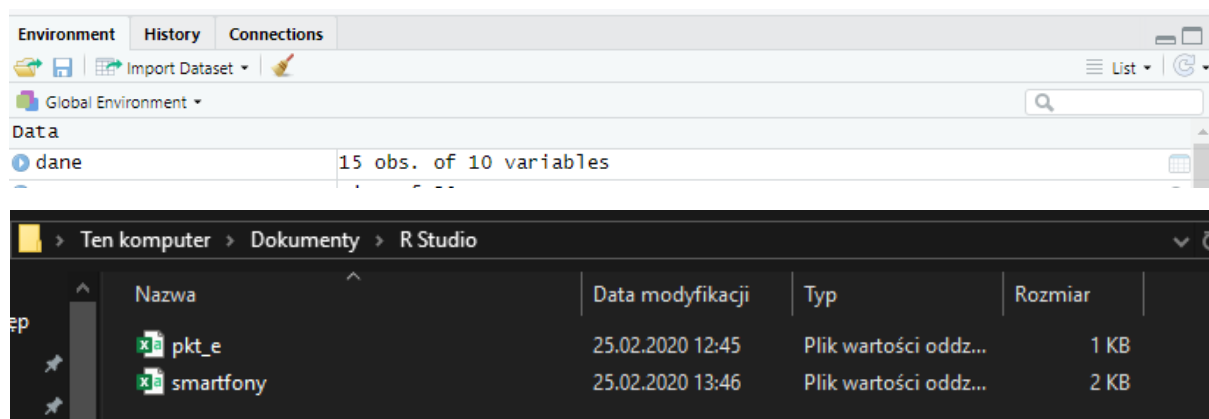 Environment History Connections
Import Dataset List
Global Environment
Data
dane 15 obs. of 10 variables
Ten komputer > Dokumenty > R Studio
Nazwa Data modyfikacji Typ Rozmiar
ęp
pkt_e 25.02.2020 12:45 Plik wartości oddz... 1 KB
smartfony 25.02.2020 13:46 Plik wartości oddz... 2 KB